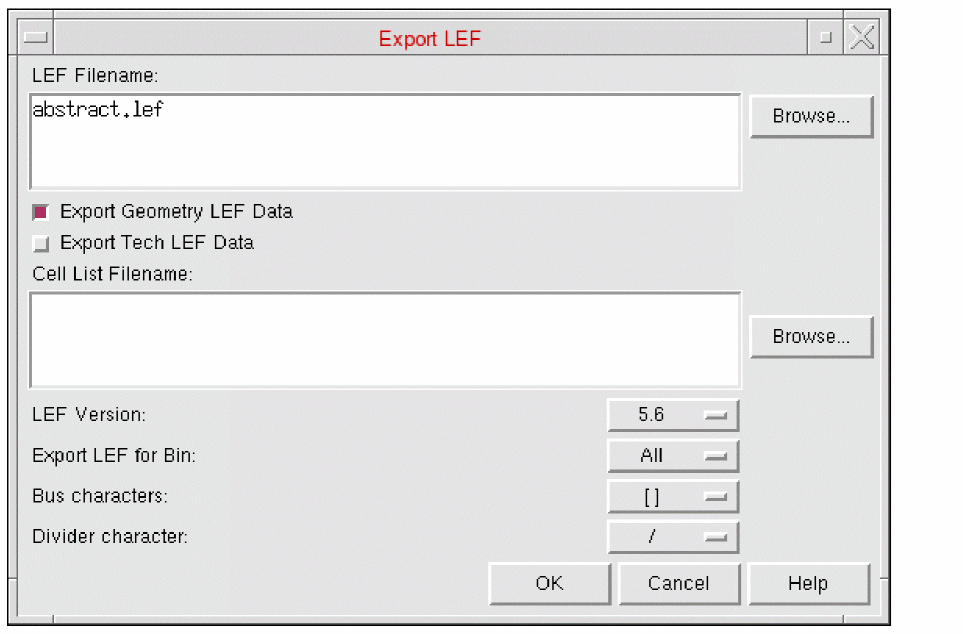 Export LEF
LEF Filename:
abstract.lef
Browse...
Export Geometry LEF Data
Export Tech LEF Data
Cell List Filename:
Browse...
LEF Version: 5.6
Export LEF for Bin: All
Bus characters: [ ]
Divider character: /
OK Cancel Help